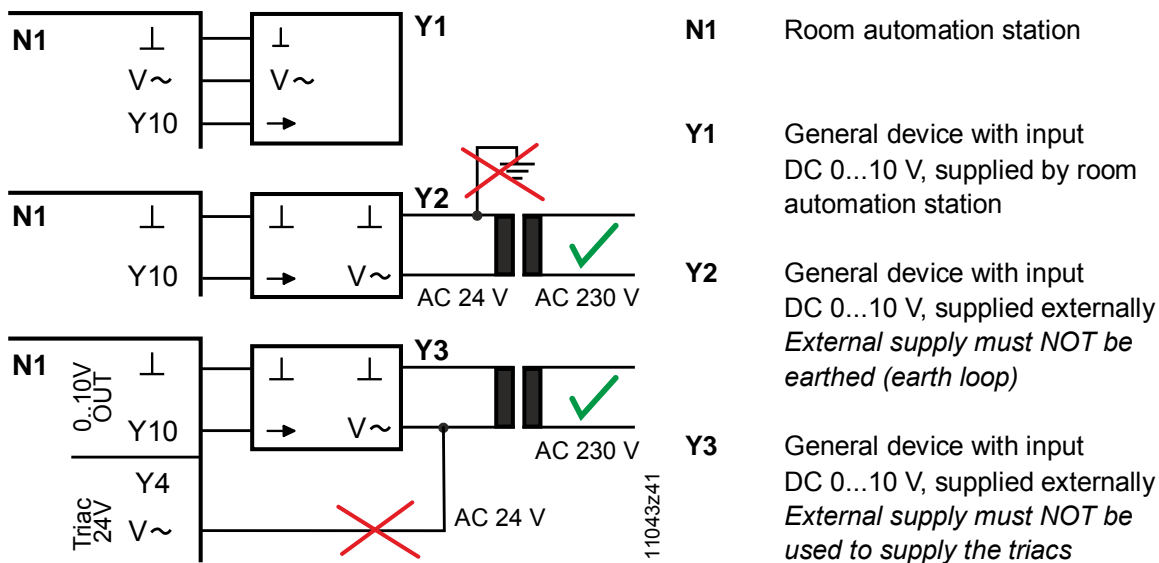 N1 ⊥ ⊥ Y1
V~ V~
Y10 →
N1 ⊥ ⊥ ⊥ Y2
Y10 → V~
AC 24 V AC 230 V
N1 ⊥ ⊥ ⊥ Y3
0..10V
OUT
Y10 → V~
AC 230 V
Y4
Triac
24V
V~
AC 24 V
11043z41
N1 Room automation station
Y1 General device with input
DC 0...10 V, supplied by room
automation station
Y2 General device with input
DC 0...10 V, supplied externally
External supply must NOT be
earthed (earth loop)
Y3 General device with input
DC 0...10 V, supplied externally
External supply must NOT be
used to supply the triacs